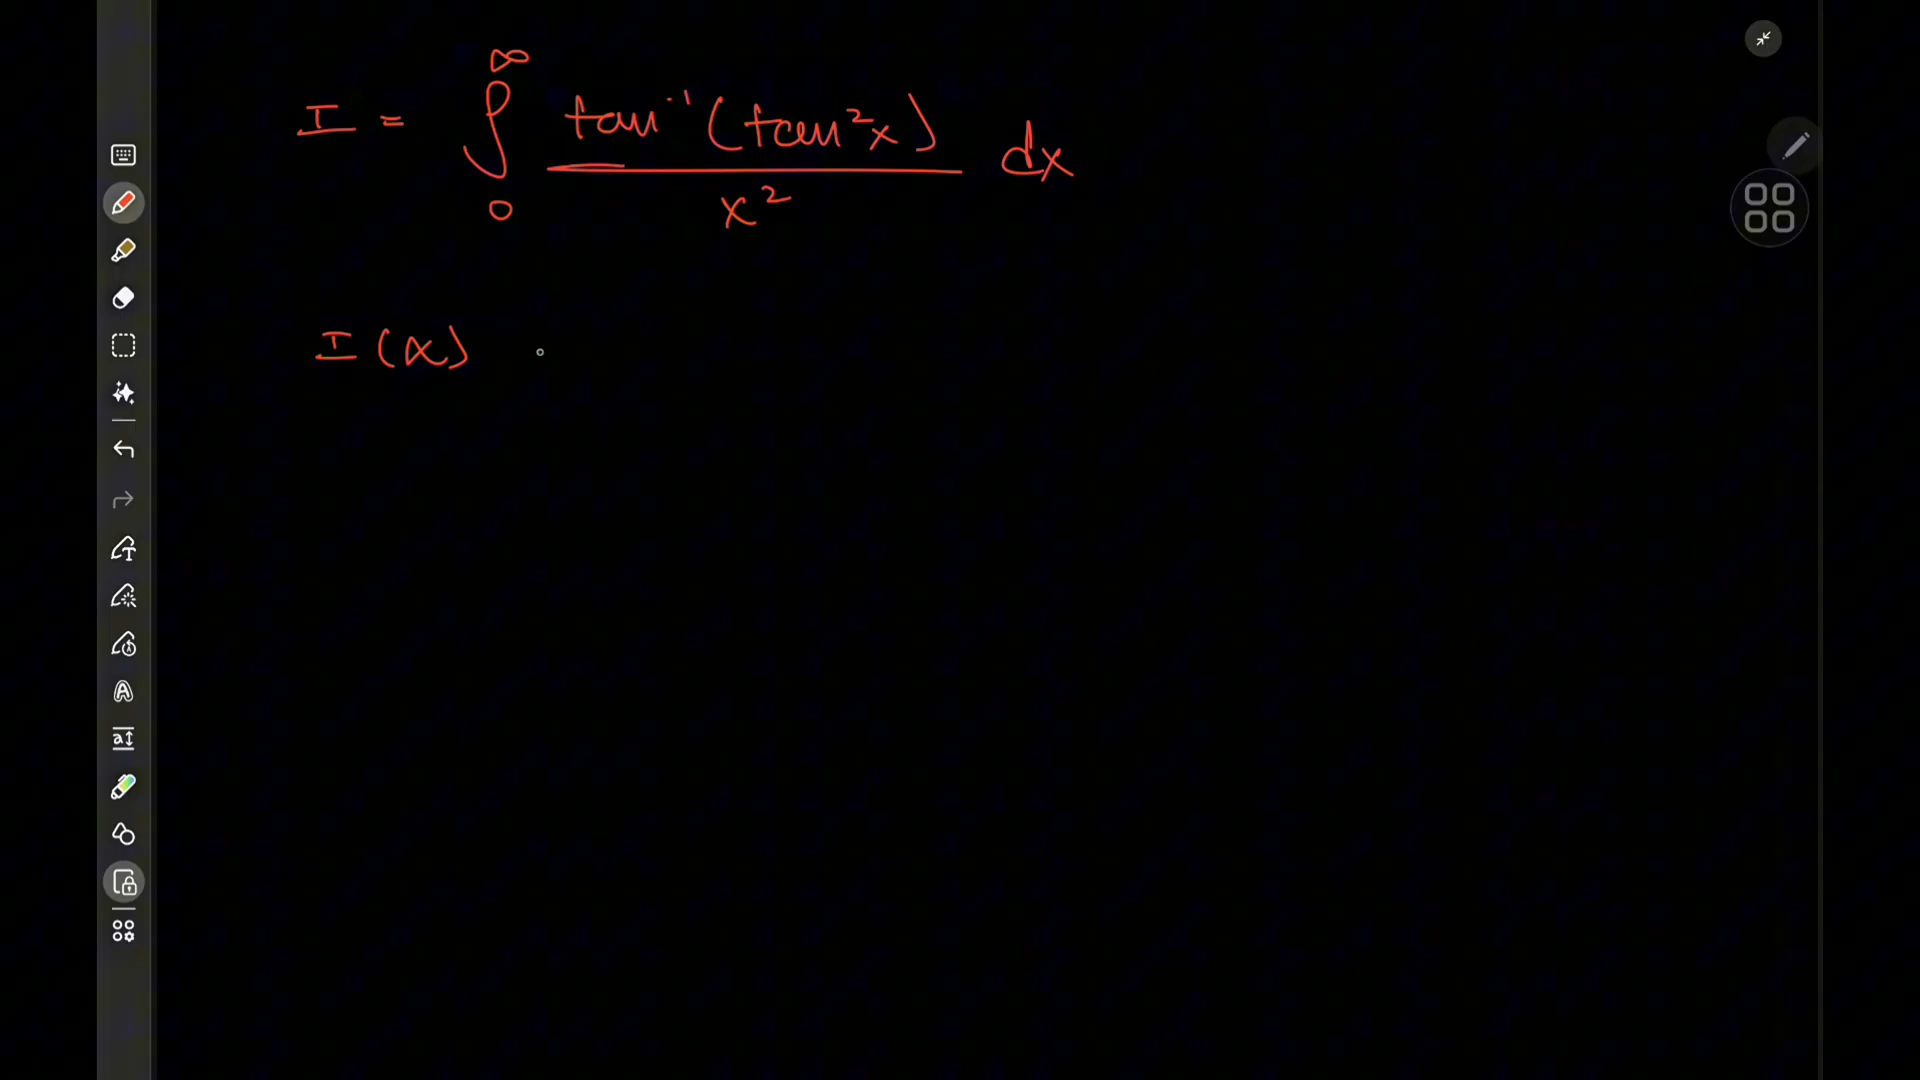 I = ∫₀^∞ tan⁻¹(tan²x) / x² dx
I(α)